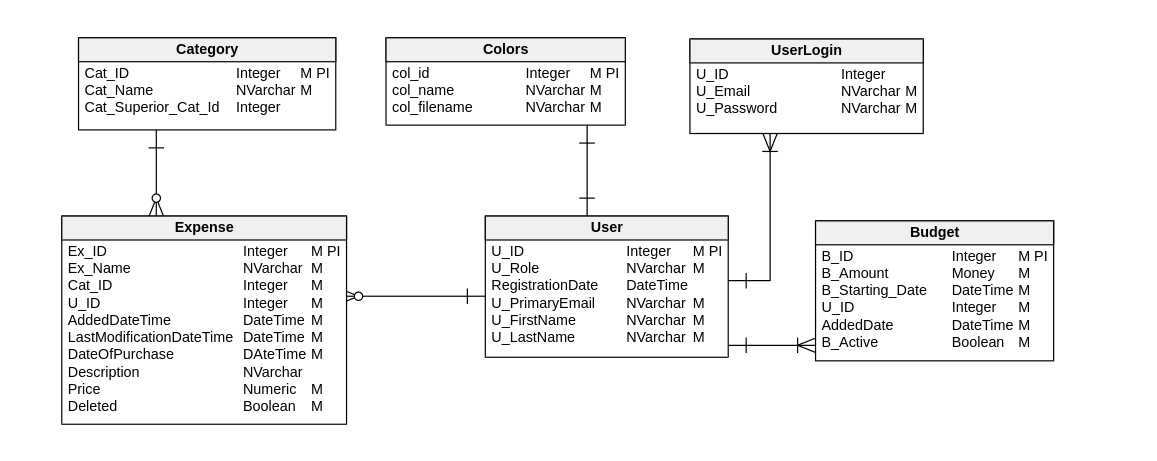 Category
Cat_ID Integer M PI
Cat_Name NVarchar M
Cat_Superior_Cat_Id Integer
Colors
col_id Integer M PI
col_name NVarchar M
col_filename NVarchar M
UserLogin
U_ID Integer
U_Email NVarchar M
U_Password NVarchar M
Expense
Ex_ID Integer M PI
Ex_Name NVarchar M
Cat_ID Integer M
U_ID Integer M
AddedDateTime DateTime M
LastModificationDateTime DateTime M
DateOfPurchase DAteTime M
Description NVarchar
Price Numeric M
Deleted Boolean M
User
U_ID Integer M PI
U_Role NVarchar M
RegistrationDate DateTime
U_PrimaryEmail NVarchar M
U_FirstName NVarchar M
U_LastName NVarchar M
Budget
B_ID Integer M PI
B_Amount Money M
B_Starting_Date DateTime M
U_ID Integer M
AddedDate DateTime M
B_Active Boolean M